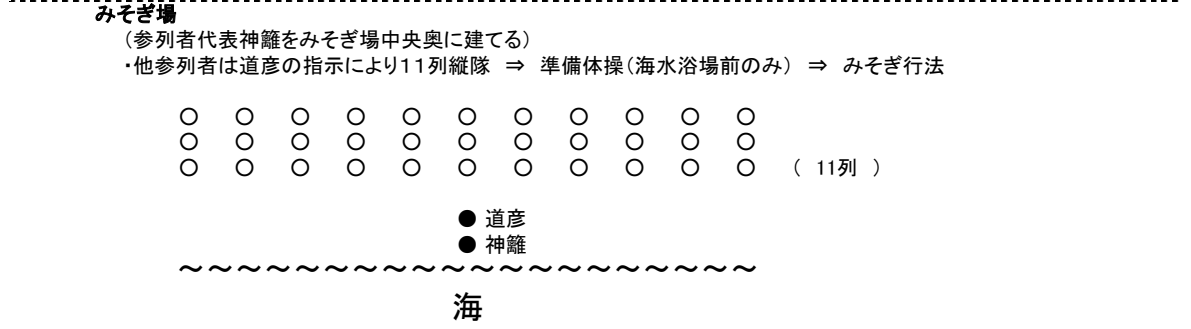 みそぎ場
(参列者代表神籬をみそぎ場中央奥に建てる)
・他参列者は道彦の指示により11列縦隊 ⇒ 準備体操(海水浴場前のみ) ⇒ みそぎ行法
○ ○ ○ ○ ○ ○ ○ ○ ○ ○ ○
○ ○ ○ ○ ○ ○ ○ ○ ○ ○ ○
○ ○ ○ ○ ○ ○ ○ ○ ○ ○ ○ ( 11列 )
● 道彦
● 神籬
~~~~~~~~~~~~~~~~~~~~
海